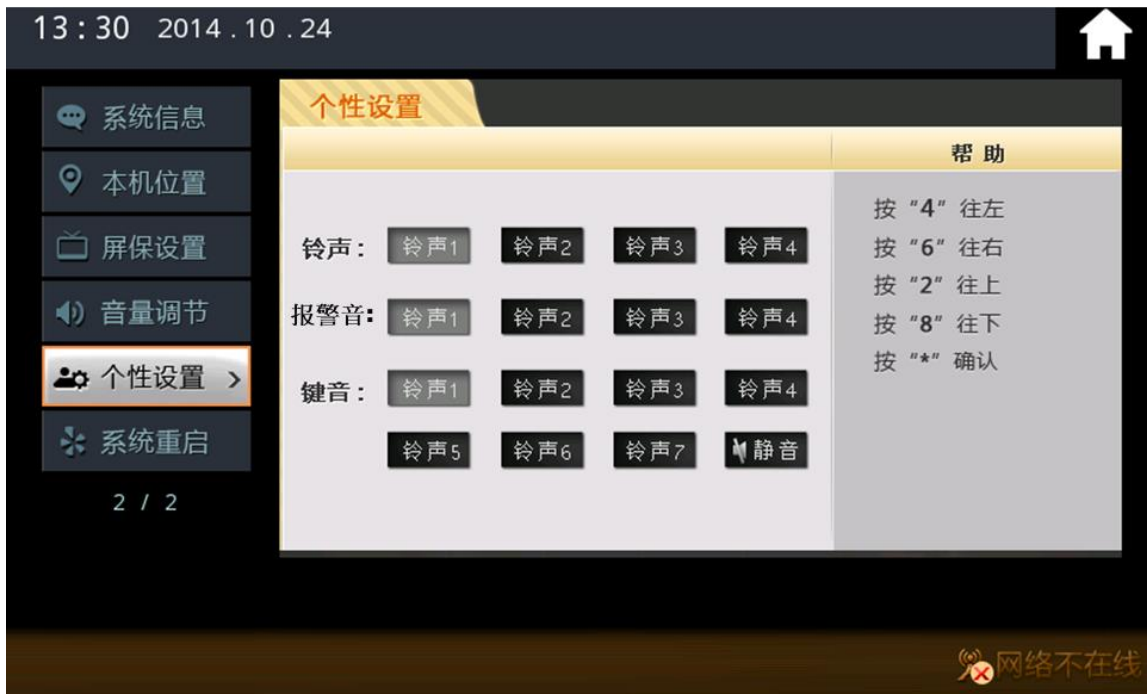 13:30 2014.10.24
系统信息
本机位置
屏保设置
音量调节
个性设置 >
系统重启
2 / 2
个性设置
铃声: 铃声1 铃声2 铃声3 铃声4
报警音: 铃声1 铃声2 铃声3 铃声4
键音: 铃声1 铃声2 铃声3 铃声4
铃声5 铃声6 铃声7 静音
帮助
按 "4" 往左
按 "6" 往右
按 "2" 往上
按 "8" 往下
按 "*" 确认
网络不在线